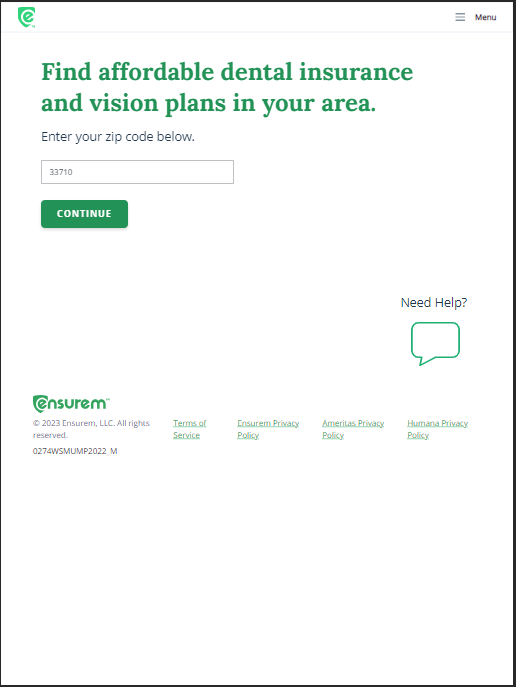 Menu
Find affordable dental insurance
and vision plans in your area.
Enter your zip code below.
33710
CONTINUE
Need Help?
ensurem™
© 2023 Ensurem, LLC. All rights
reserved.
0274WSMUMP2022_M
Terms of
Service
Ensurem Privacy
Policy
Ameritas Privacy
Policy
Humana Privacy
Policy